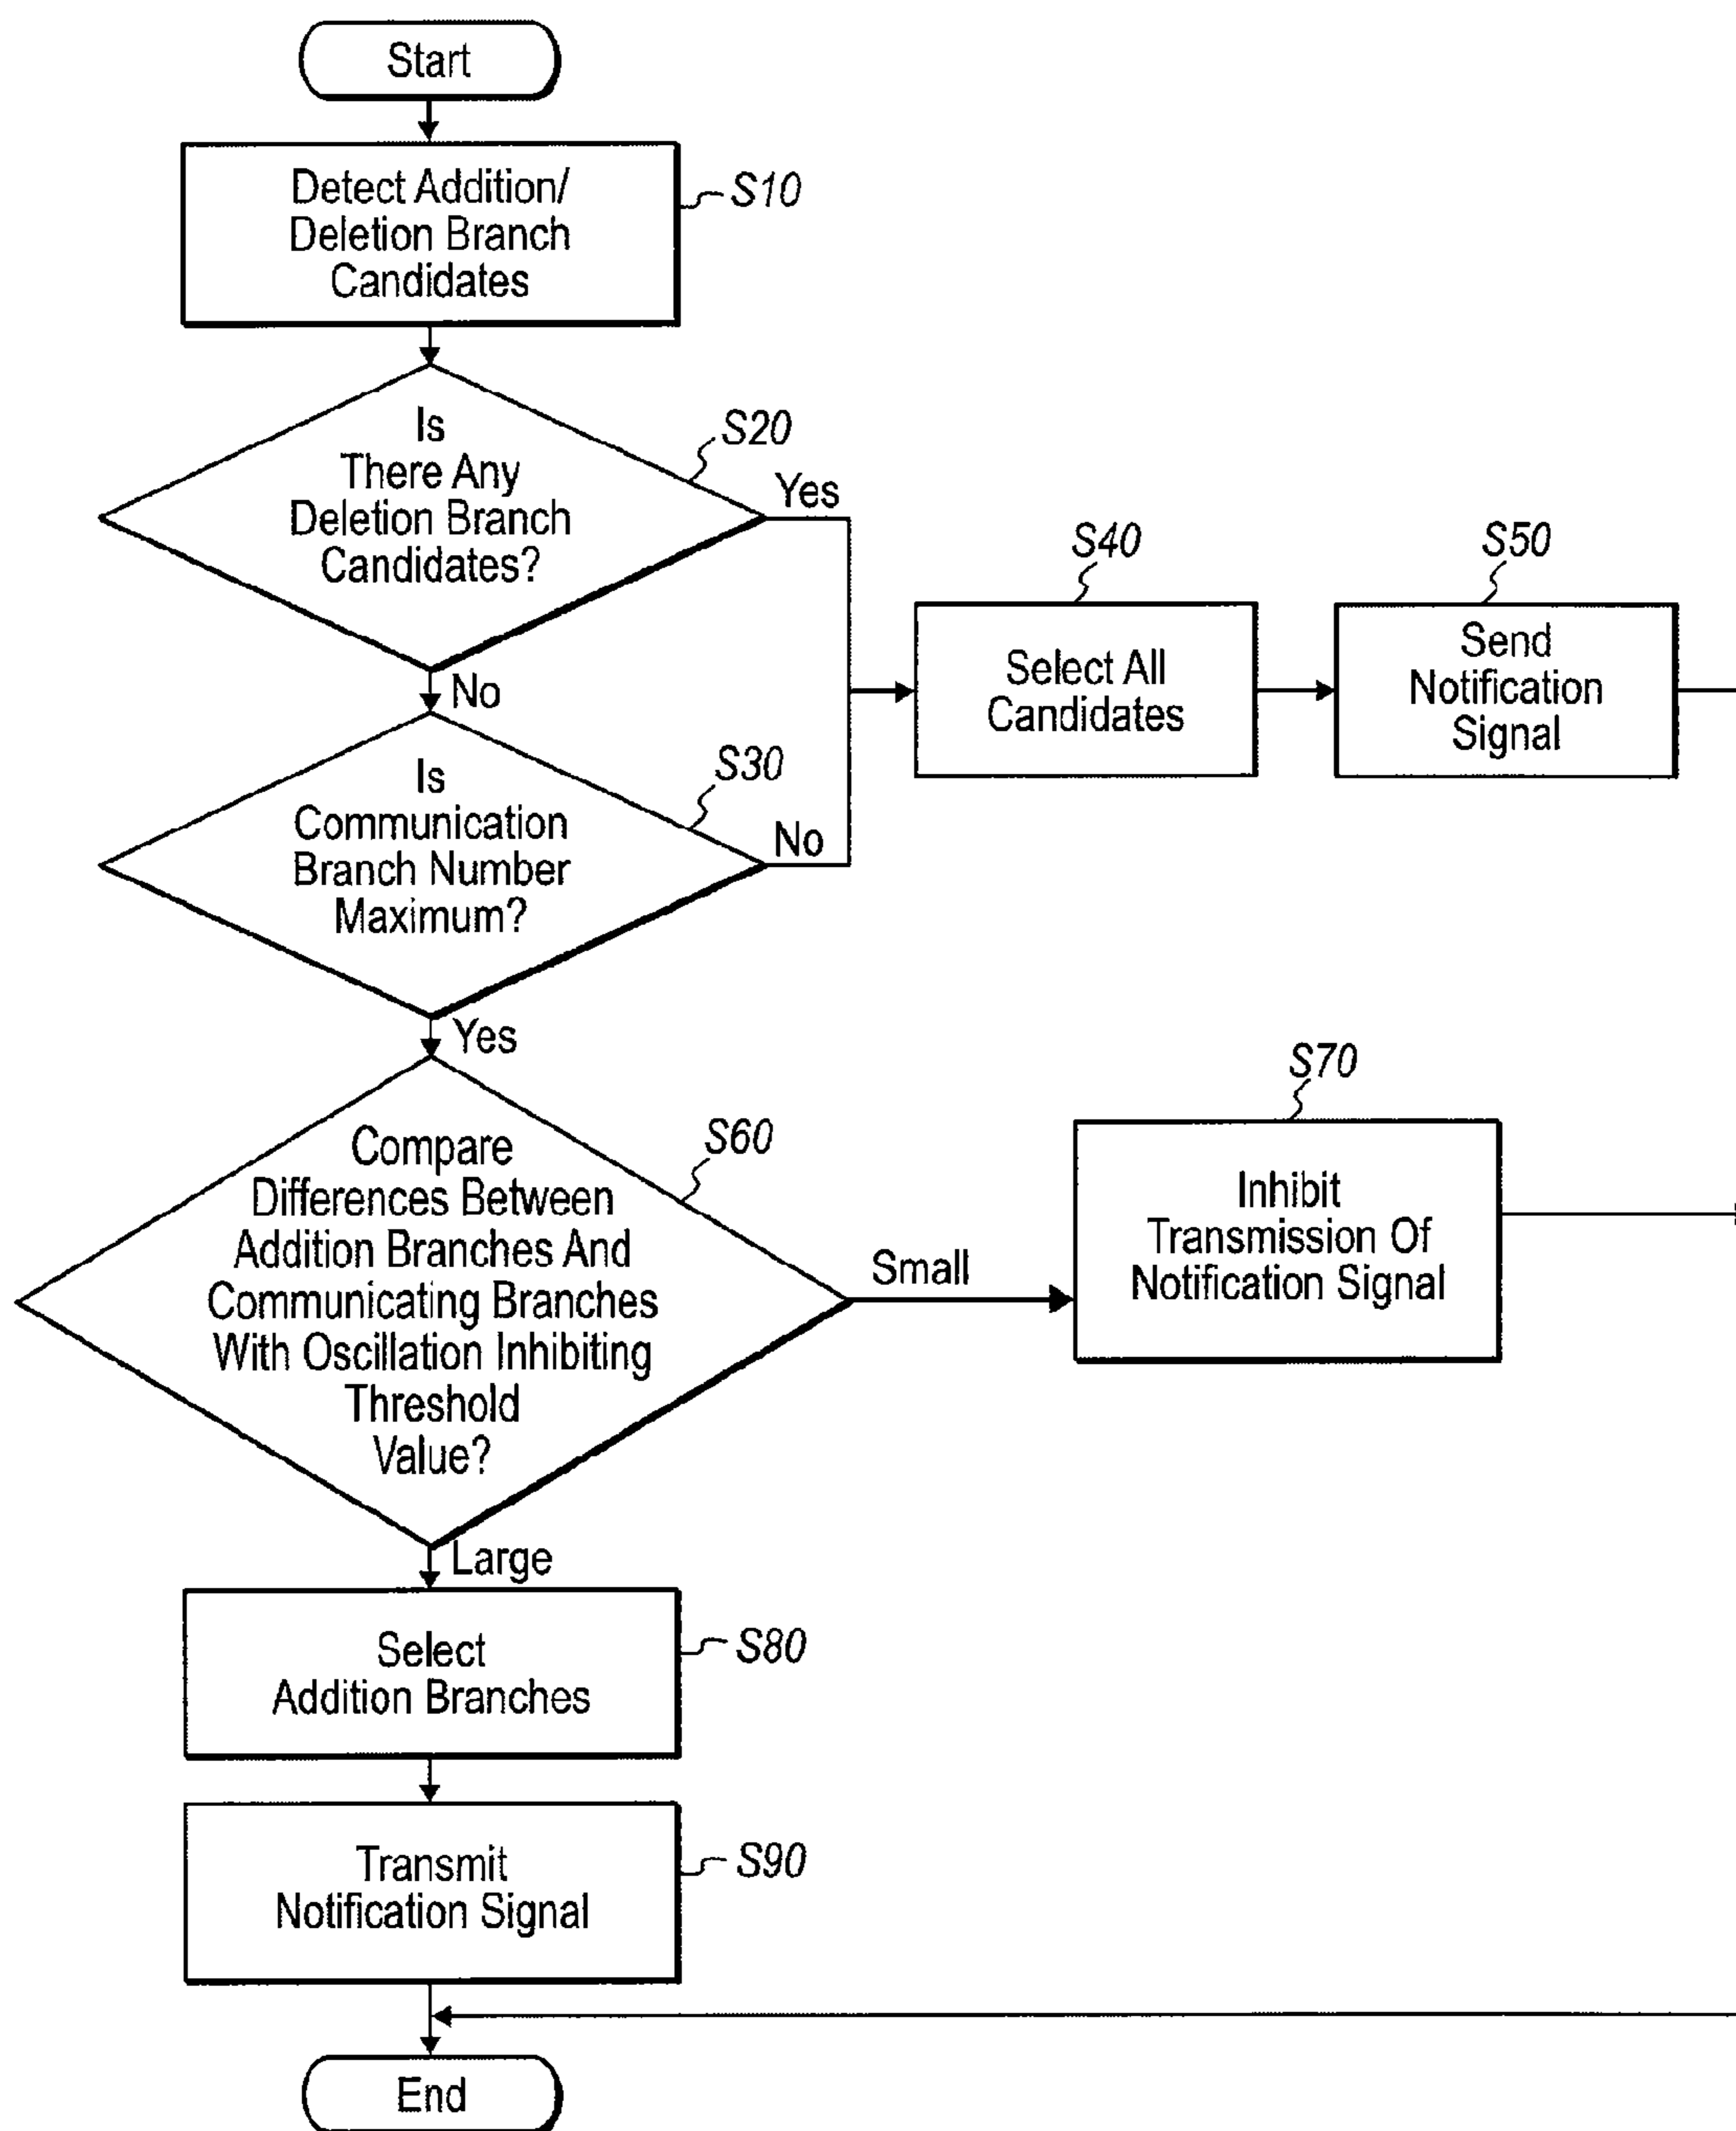 Start
Detect Addition/
Deletion Branch
Candidates
S10
Is
There Any
Deletion Branch
Candidates?
S20
Yes
No
S40
Select All
Candidates
S50
Send
Notification
Signal
Is
Communication
Branch Number
Maximum?
S30
No
Yes
Compare
Differences Between
Addition Branches And
Communicating Branches
With Oscillation Inhibiting
Threshold
Value?
S60
Small
S70
Inhibit
Transmission Of
Notification Signal
Large
Select
Addition Branches
S80
Transmit
Notification Signal
S90
End